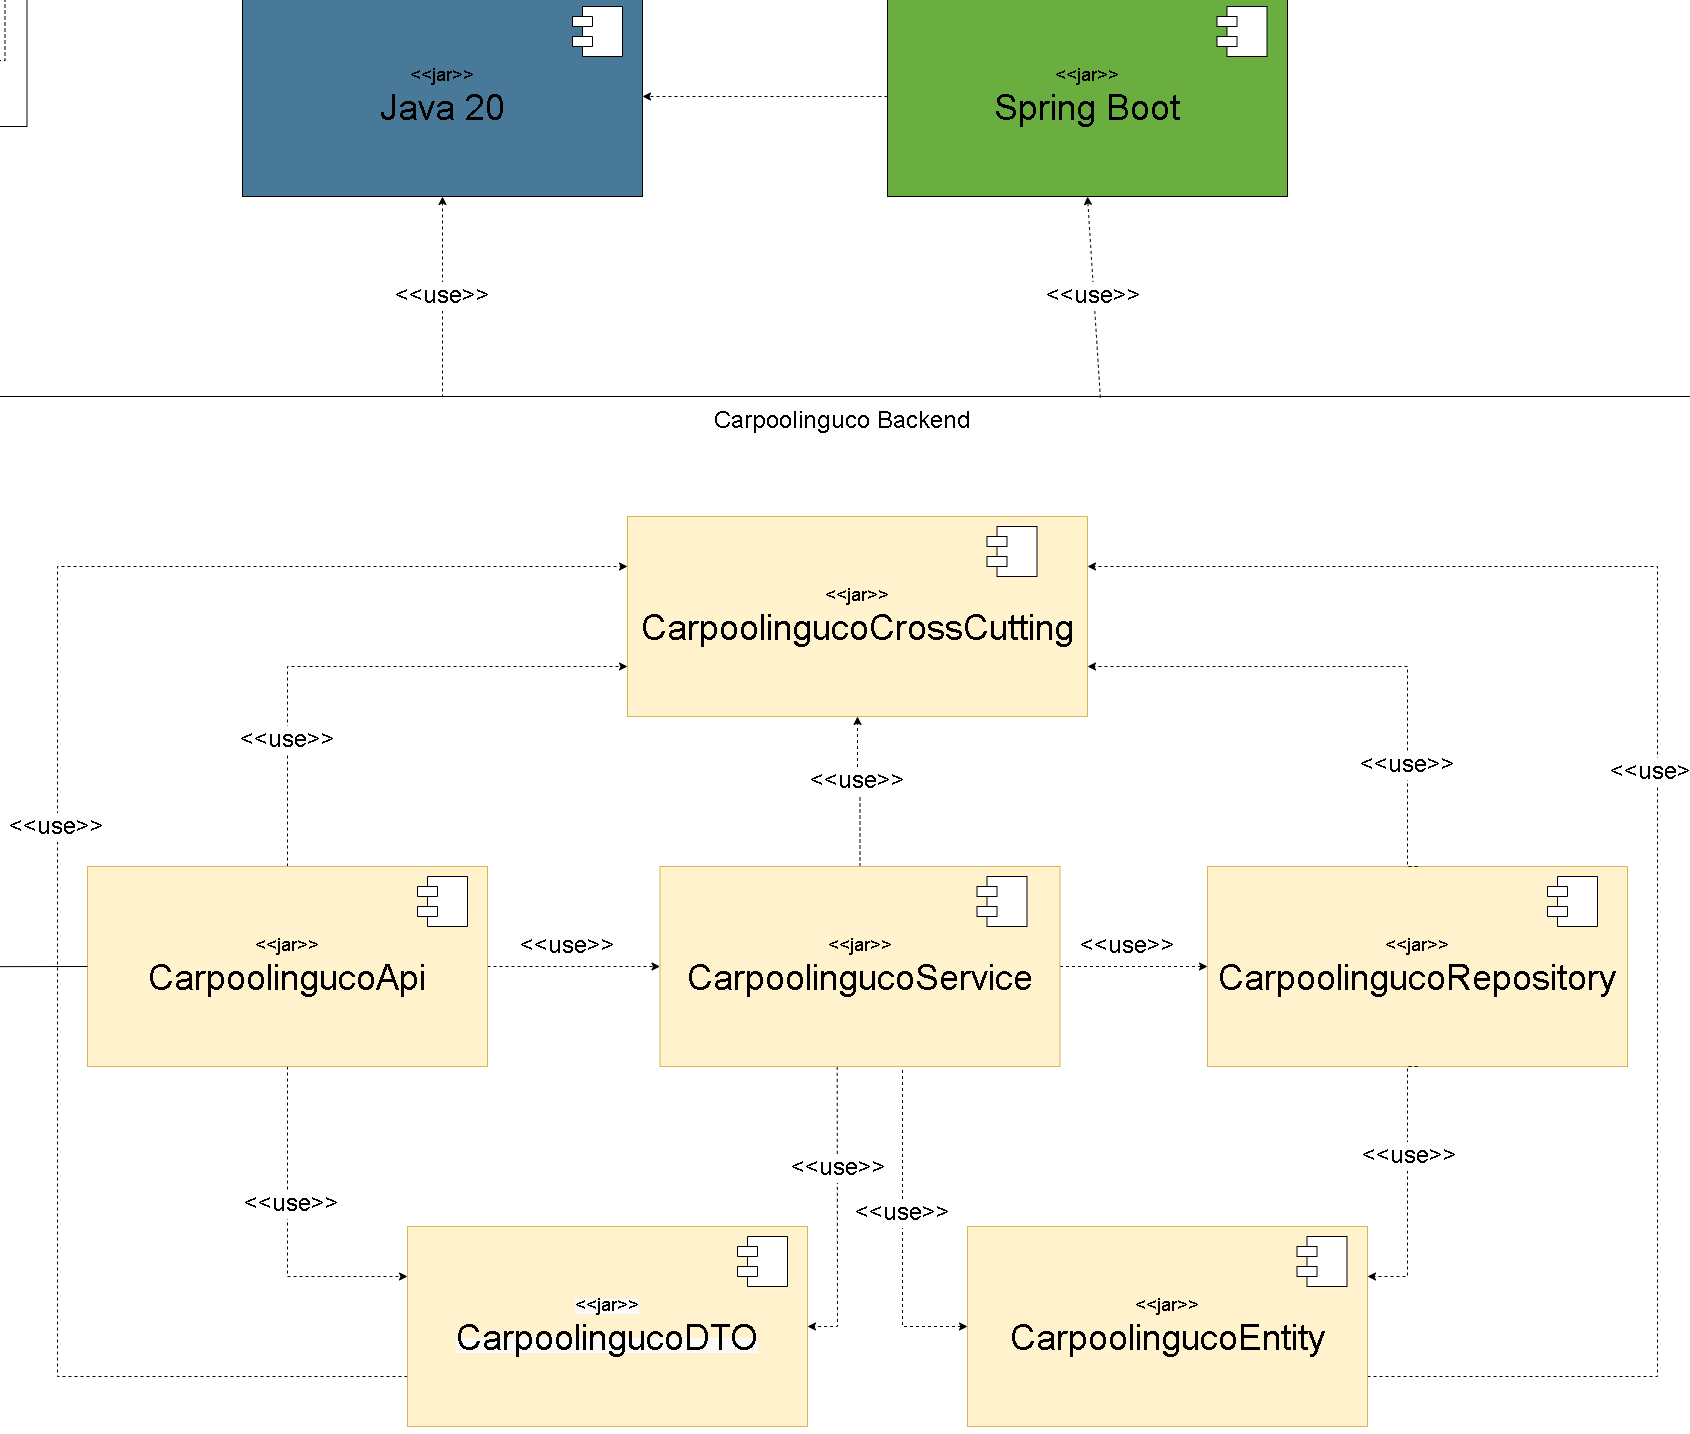 <<jar>>
Java 20
<<jar>>
Spring Boot
<<use>>
<<use>>
Carpoolinguco Backend
<<jar>>
CarpoolingucoCrossCutting
<<use>>
<<use>>
<<use>>
<<use>
<<use>>
<<jar>>
CarpoolingucoApi
<<use>>
<<jar>>
CarpoolingucoService
<<use>>
<<jar>>
CarpoolingucoRepository
<<use>>
<<use>>
<<use>>
<<use>>
<<jar>>
CarpoolingucoDTO
<<jar>>
CarpoolingucoEntity